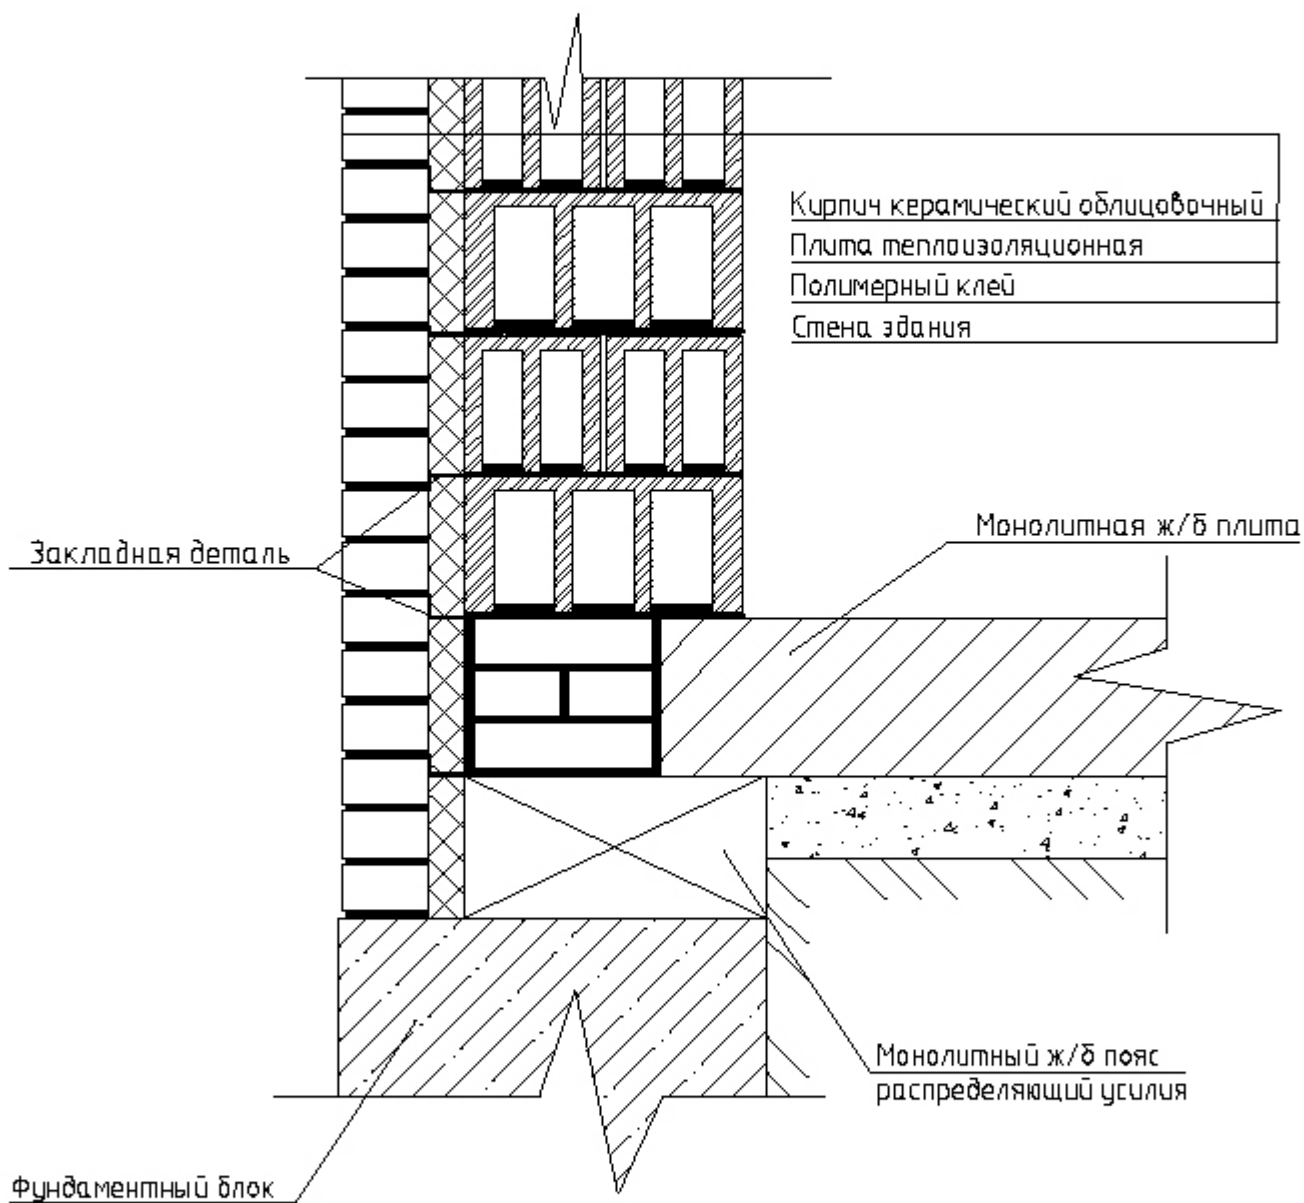 Кирпич керамический облицовочный
Плита теплоизоляционная
Полимерный клей
Стена здания
Монолитная ж/б плита
Закладная деталь
Монолитный ж/б пояс
распределяющий усилия
Фундаментный блок